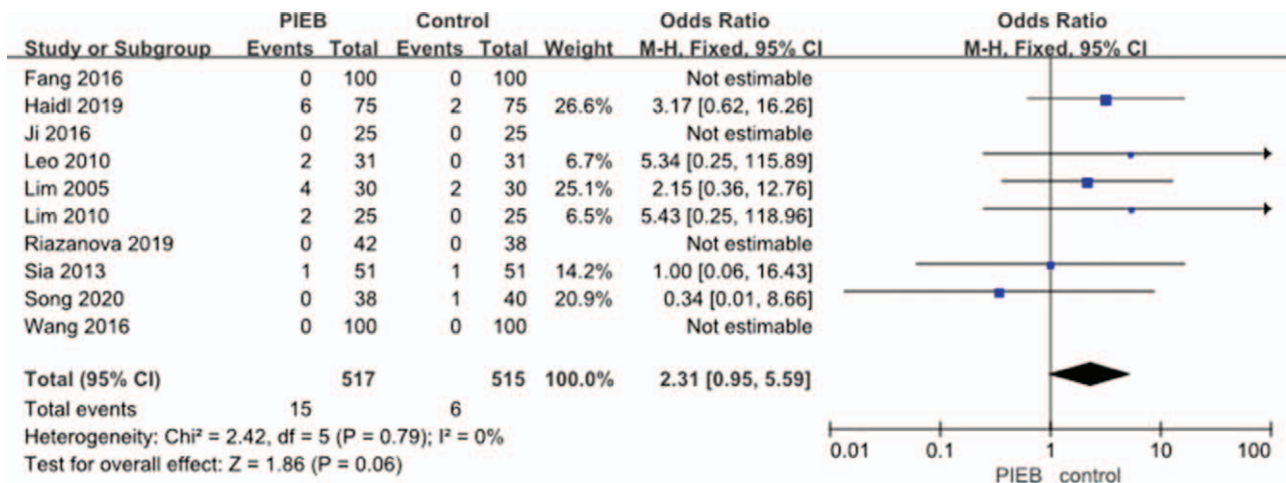 PIEB Control Odds Ratio Odds Ratio
Study or Subgroup Events Total Events Total Weight M-H, Fixed, 95% CI M-H, Fixed, 95% CI
Fang 2016 0 100 0 100 Not estimable
Haidl 2019 6 75 2 75 26.6% 3.17 [0.62, 16.26]
Ji 2016 0 25 0 25 Not estimable
Leo 2010 2 31 0 31 6.7% 5.34 [0.25, 115.89]
Lim 2005 4 30 2 30 25.1% 2.15 [0.36, 12.76]
Lim 2010 2 25 0 25 6.5% 5.43 [0.25, 118.96]
Riazanova 2019 0 42 0 38 Not estimable
Sia 2013 1 51 1 51 14.2% 1.00 [0.06, 16.43]
Song 2020 0 38 1 40 20.9% 0.34 [0.01, 8.66]
Wang 2016 0 100 0 100 Not estimable
Total (95% CI) 517 515 100.0% 2.31 [0.95, 5.59]
Total events 15 6
Heterogeneity: Chi² = 2.42, df = 5 (P = 0.79); I² = 0%
Test for overall effect: Z = 1.86 (P = 0.06)
0.01 0.1 1 10 100
PIEB control